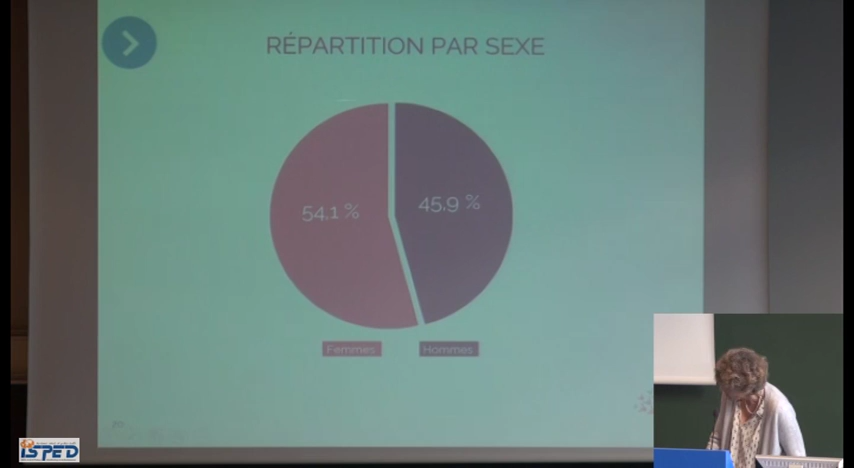 RÉPARTITION PAR SEXE
54,1 %
45,9 %
Femmes
Hommes
ISPED